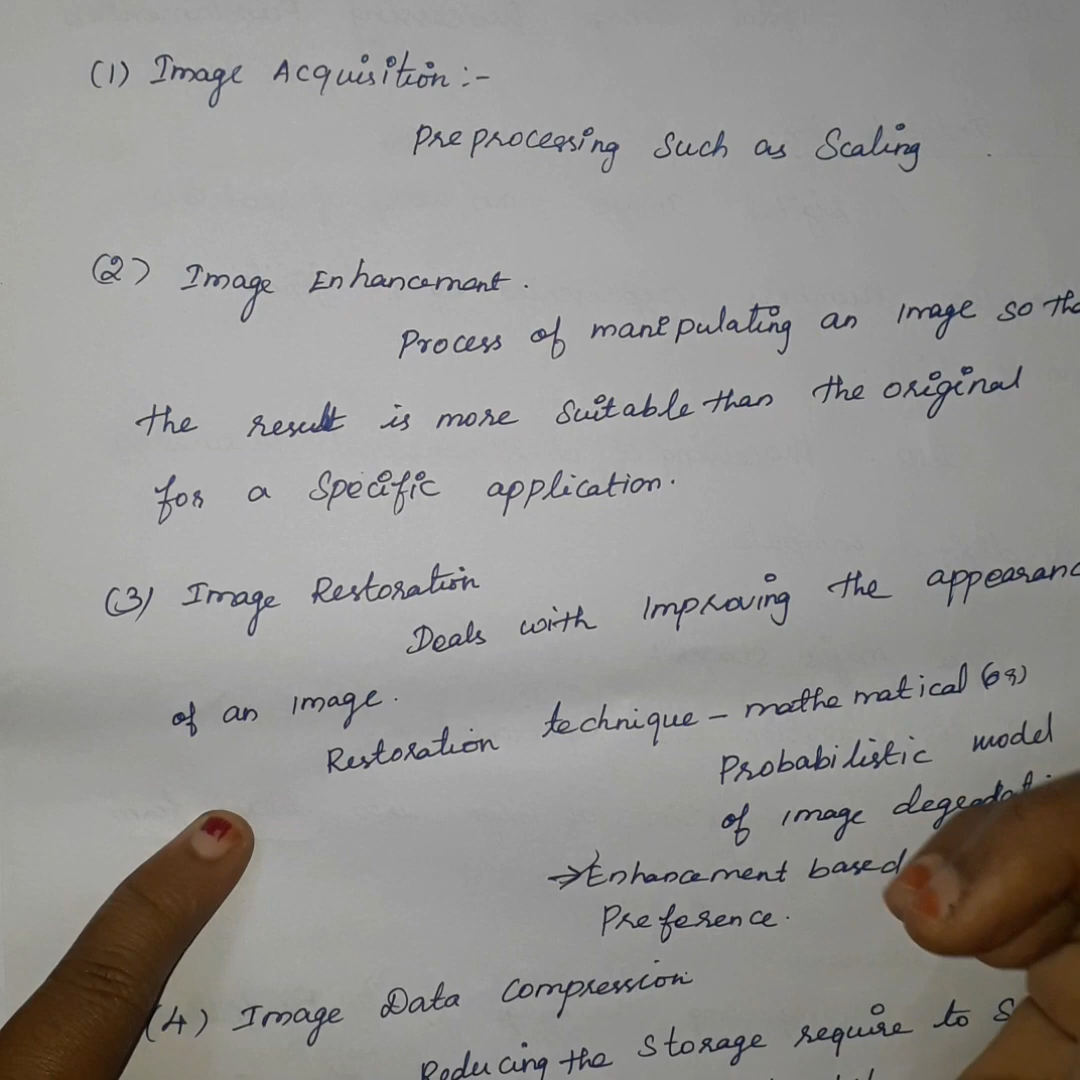 (1) Image Acquisition :-
Preprocessing such as Scaling
(2) Image Enhancement.
Process of manipulating an image so
the result is more suitable than the original
for a specific application.
(3) Image Restoration
Deals with Improving the
of an image.
Restoration technique - mathematical (or)
Probabilistic model
of image
→ Enhancement based
Preference.
(4) Image Data Compression
Reducing the storage require to